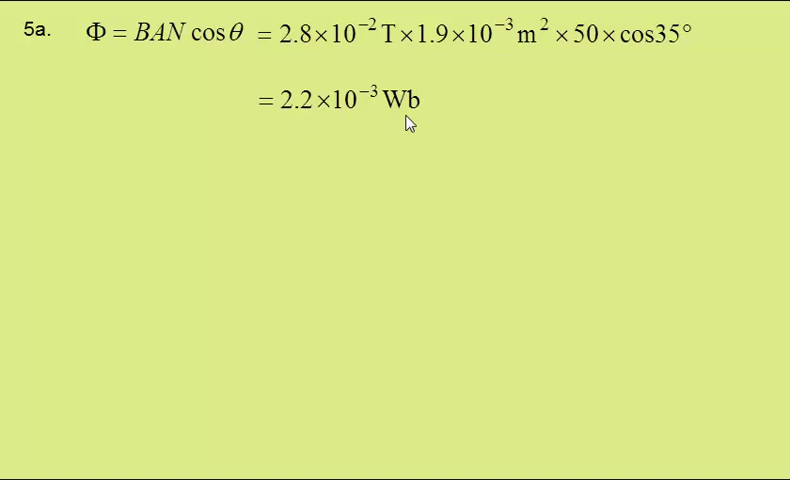 5a. Φ = BAN cos θ = 2.8×10⁻² T×1.9×10⁻³ m² ×50×cos35°
= 2.2×10⁻³ Wb